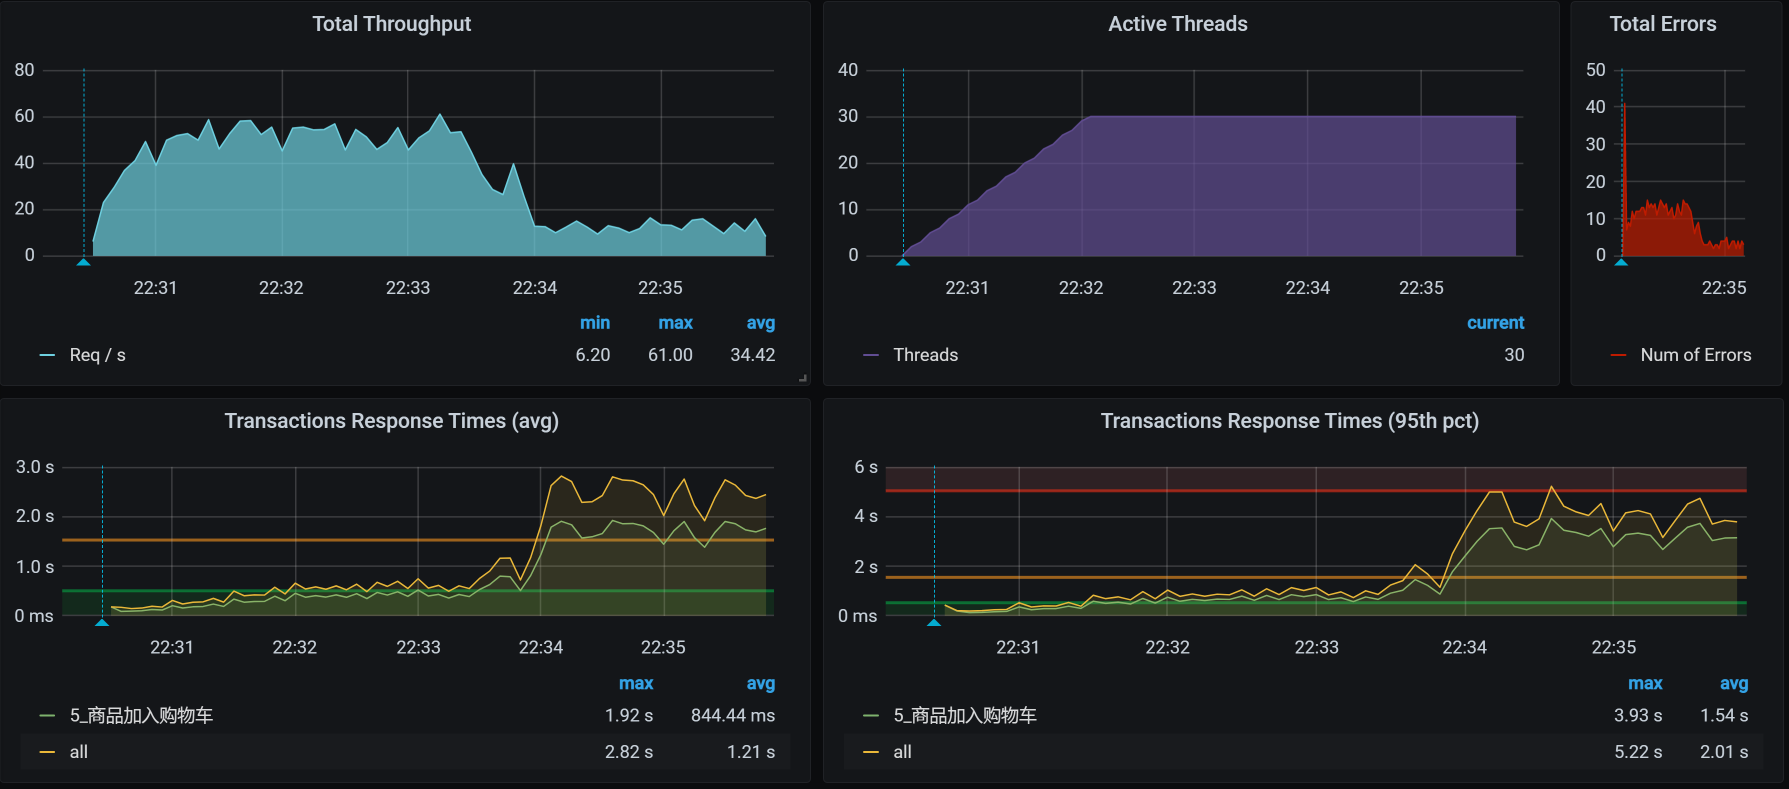 Total Throughput
80
60
40
20
0
22:31 22:32 22:33 22:34 22:35
min max avg
Req / s 6.20 61.00 34.42
Active Threads
40
30
20
10
0
22:31 22:32 22:33 22:34 22:35
current
Threads 30
Total Errors
50
40
30
20
10
0
22:35
Num of Errors
Transactions Response Times (avg)
3.0 s
2.0 s
1.0 s
0 ms
22:31 22:32 22:33 22:34 22:35
max avg
5_商品加入购物车 1.92 s 844.44 ms
all 2.82 s 1.21 s
Transactions Response Times (95th pct)
6 s
4 s
2 s
0 ms
22:31 22:32 22:33 22:34 22:35
max avg
5_商品加入购物车 3.93 s 1.54 s
all 5.22 s 2.01 s